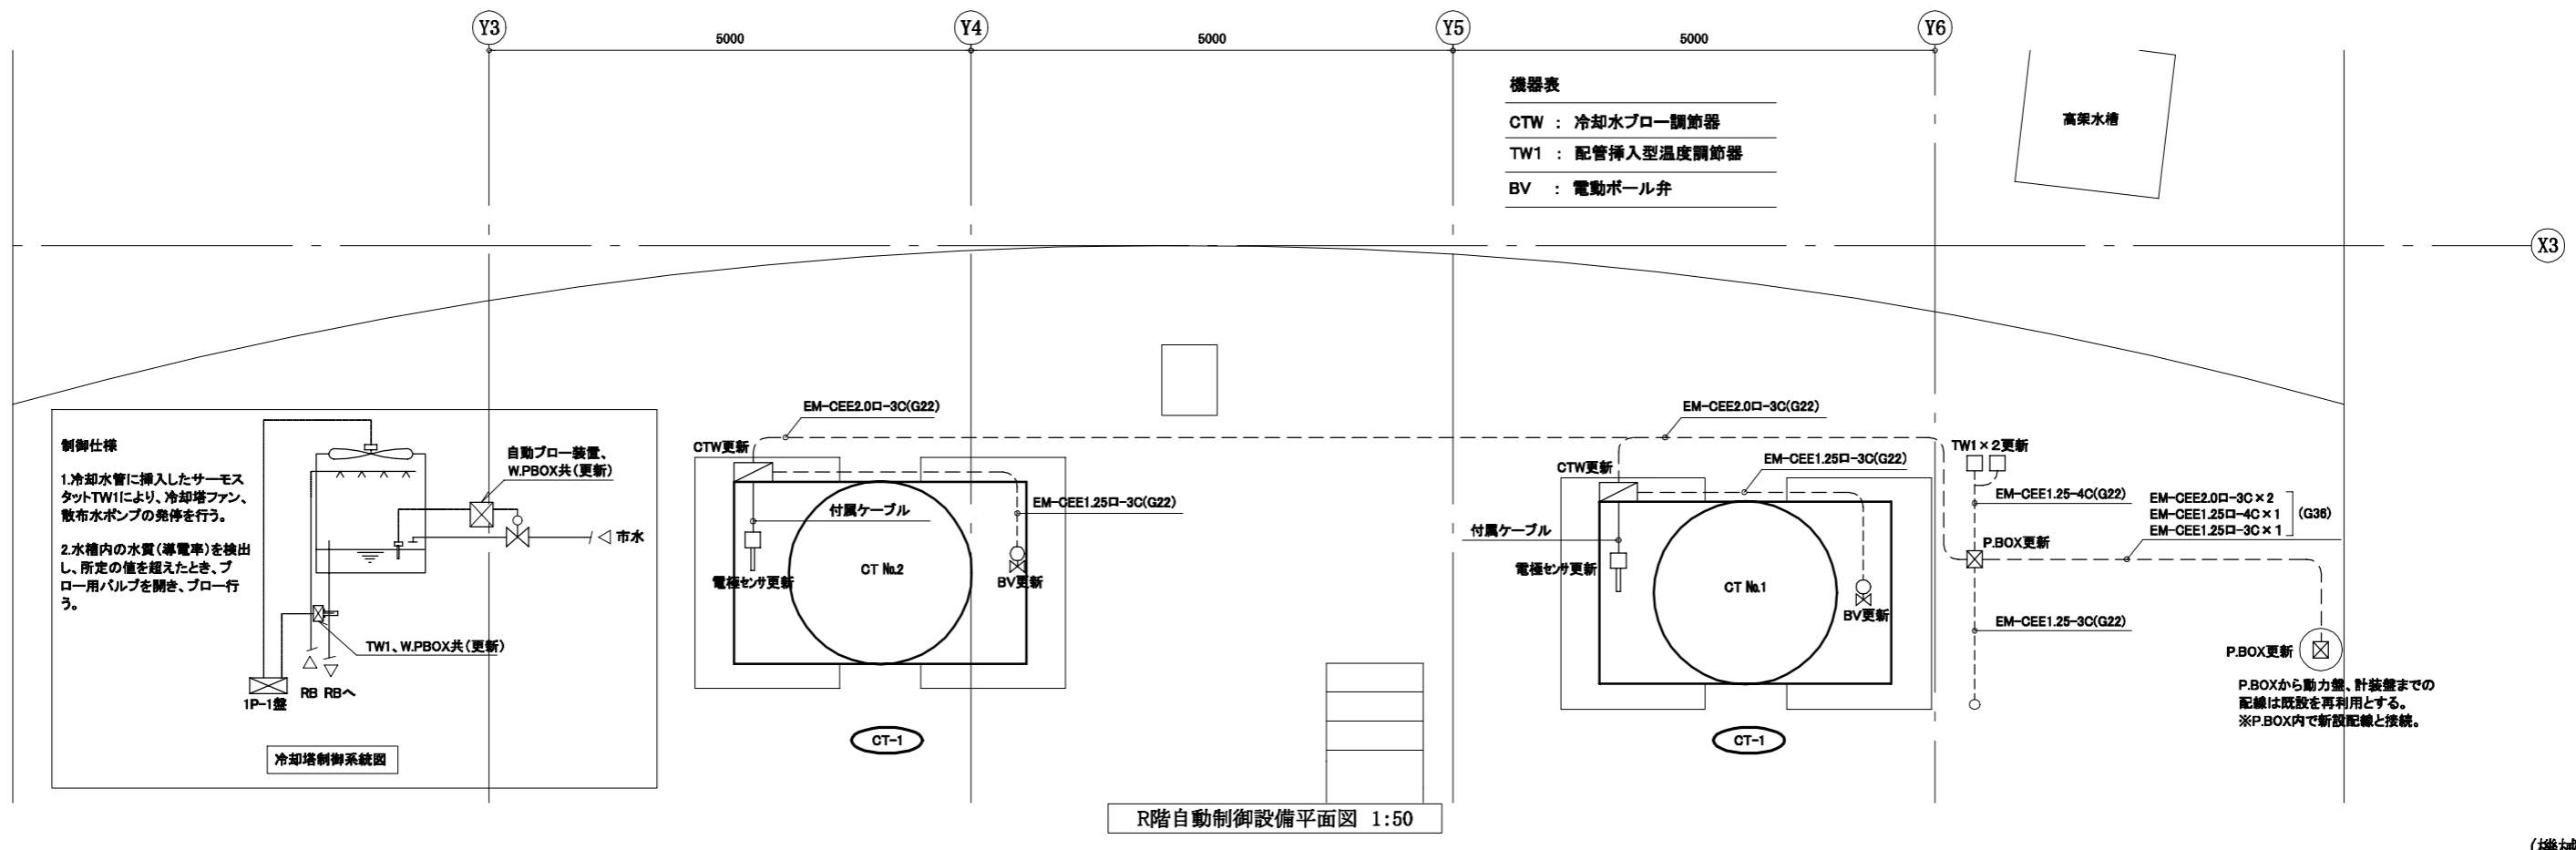 Y3
Y4
Y5
Y6
5000
5000
5000
機器表
CTW : 冷却水ブロー調節器
TW1 : 配管挿入型温度調節器
BV : 電動ボール弁
高架水槽
X3
制御仕様
1.冷却水管に挿入したサーモス
タットTW1により、冷却塔ファン、
散布水ポンプの発停を行う。
2.水槽内の水質(導電率)を検出
し、所定の値を超えたとき、ブ
ロー用バルブを開き、ブロー行
う。
自動ブロー装置、
W.PBOX共(更新)
市水
TW1、W.PBOX共(更新)
RB
RBへ
1P-1盤
冷却塔制御系統図
EM-CEE2.0ロ-3C(G22)
CTW更新
付属ケーブル
EM-CEE1.25ロ-3C(G22)
電極センサ更新
CT №2
BV更新
CT-1
EM-CEE2.0ロ-3C(G22)
CTW更新
EM-CEE1.25ロ-3C(G22)
付属ケーブル
電極センサ更新
CT №1
BV更新
CT-1
TW1×2更新
EM-CEE1.25-4C(G22)
EM-CEE2.0ロ-3C×2
EM-CEE1.25ロ-4C×1
EM-CEE1.25ロ-3C×1
(G36)
P.BOX更新
EM-CEE1.25-3C(G22)
P.BOX更新
P.BOXから動力盤、計装盤までの
配線は既設を再利用とする。
※P.BOX内で新設配線と接続。
R階自動制御設備平面図 1:50
(機械